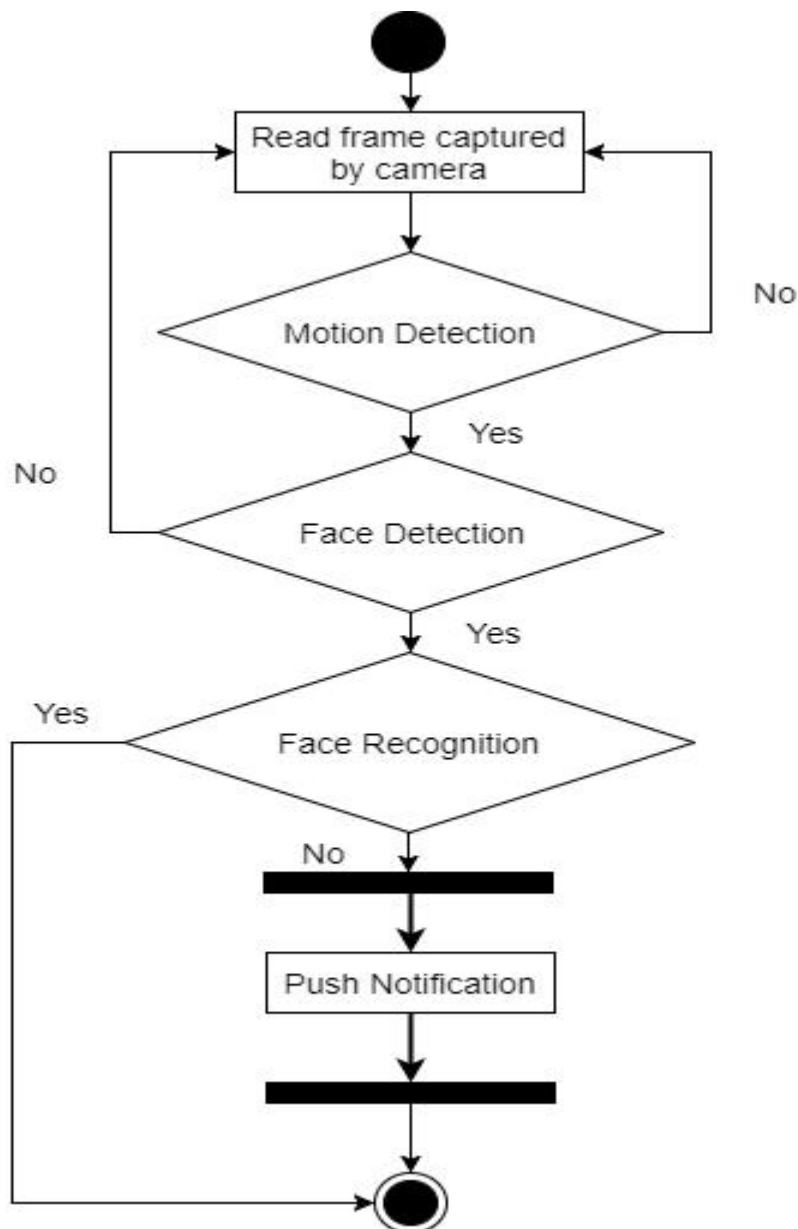 Read frame captured
by camera
No
Motion Detection
Yes
No
Face Detection
Yes
Yes
Face Recognition
No
Push Notification